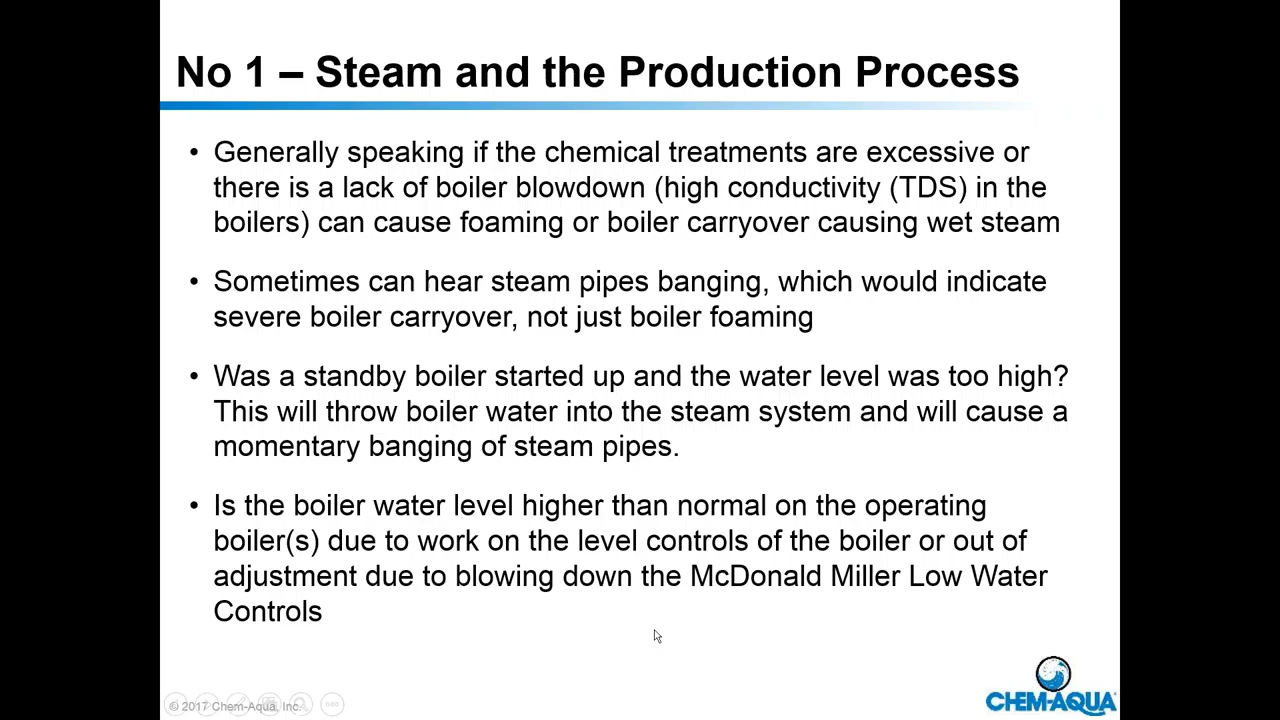 No 1 – Steam and the Production Process
• Generally speaking if the chemical treatments are excessive or
there is a lack of boiler blowdown (high conductivity (TDS) in the
boilers) can cause foaming or boiler carryover causing wet steam
• Sometimes can hear steam pipes banging, which would indicate
severe boiler carryover, not just boiler foaming
• Was a standby boiler started up and the water level was too high?
This will throw boiler water into the steam system and will cause a
momentary banging of steam pipes.
• Is the boiler water level higher than normal on the operating
boiler(s) due to work on the level controls of the boiler or out of
adjustment due to blowing down the McDonald Miller Low Water
Controls
© 2017 Chem-Aqua, Inc.
CHEM-AQUA